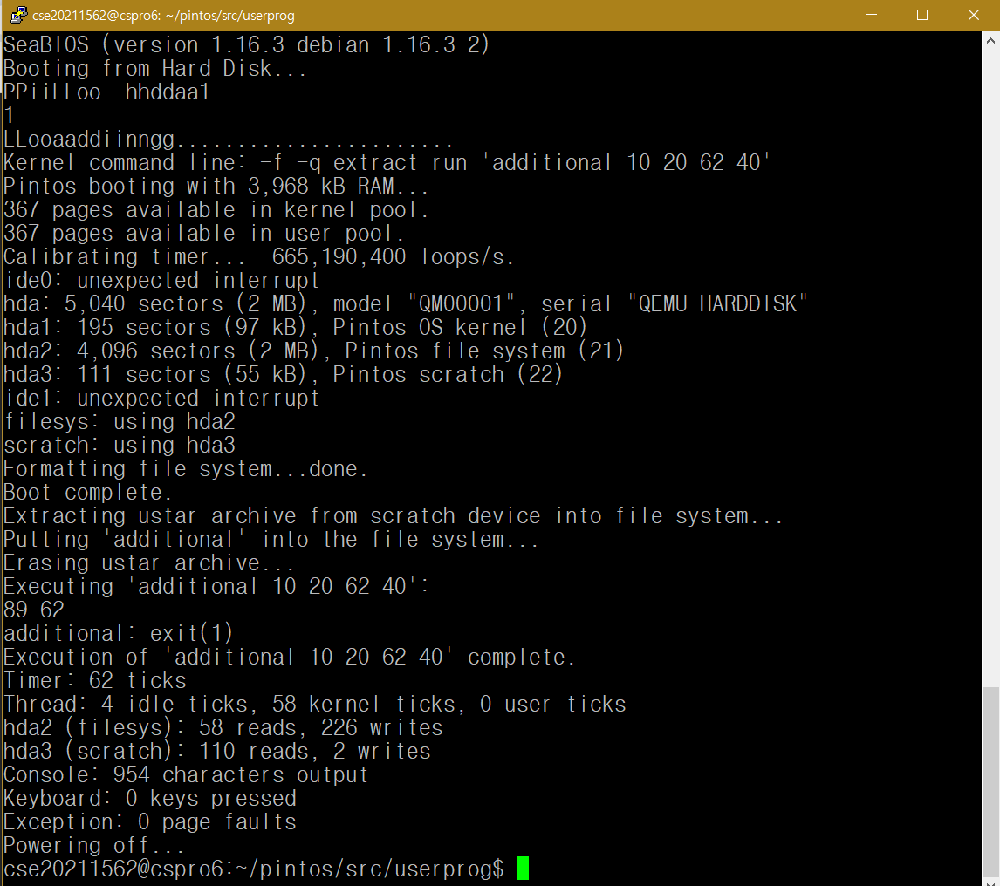 cse20211562@cspro6: ~/pintos/src/userprog
SeaBIOS (version 1.16.3-debian-1.16.3-2)
Booting from Hard Disk...
PPiiLLoo  hhddaa1
1
LLooaaddiinngg.......................
Kernel command line: -f -q extract run 'additional 10 20 62 40'
Pintos booting with 3,968 kB RAM...
367 pages available in kernel pool.
367 pages available in user pool.
Calibrating timer...  665,190,400 loops/s.
ide0: unexpected interrupt
hda: 5,040 sectors (2 MB), model "QM00001", serial "QEMU HARDDISK"
hda1: 195 sectors (97 kB), Pintos OS kernel (20)
hda2: 4,096 sectors (2 MB), Pintos file system (21)
hda3: 111 sectors (55 kB), Pintos scratch (22)
ide1: unexpected interrupt
filesys: using hda2
scratch: using hda3
Formatting file system...done.
Boot complete.
Extracting ustar archive from scratch device into file system...
Putting 'additional' into the file system...
Erasing ustar archive...
Executing 'additional 10 20 62 40':
89 62
additional: exit(1)
Execution of 'additional 10 20 62 40' complete.
Timer: 62 ticks
Thread: 4 idle ticks, 58 kernel ticks, 0 user ticks
hda2 (filesys): 58 reads, 226 writes
hda3 (scratch): 110 reads, 2 writes
Console: 954 characters output
Keyboard: 0 keys pressed
Exception: 0 page faults
Powering off...
cse20211562@cspro6:~/pintos/src/userprog$